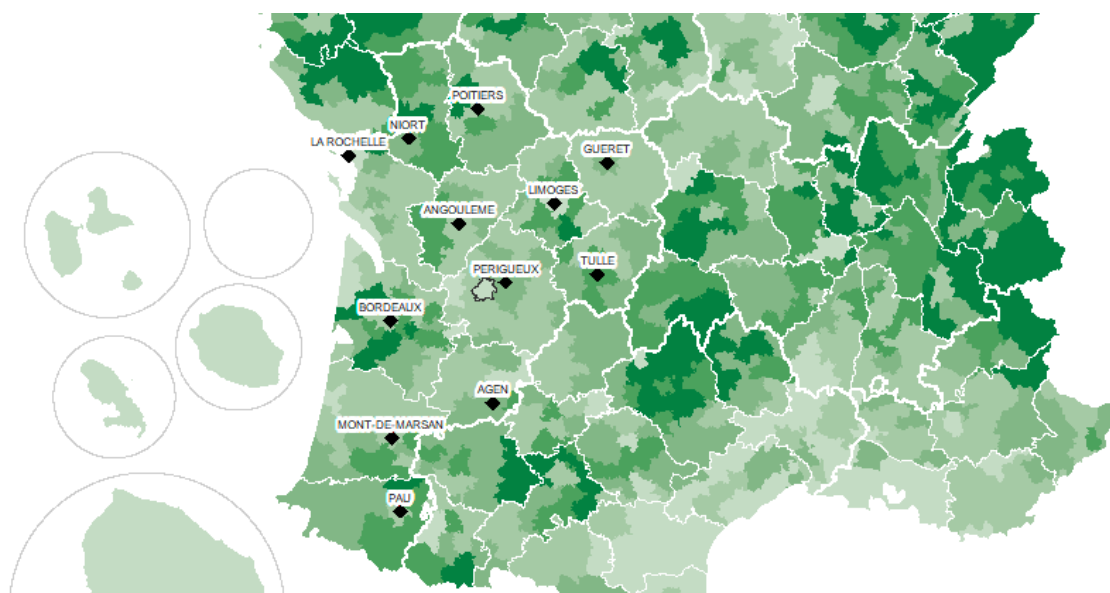 POITIERS
NIORT
LA ROCHELLE
GUERET
LIMOGES
ANGOULEME
TULLE
PERIGUEUX
BORDEAUX
AGEN
MONT-DE-MARSAN
PAU